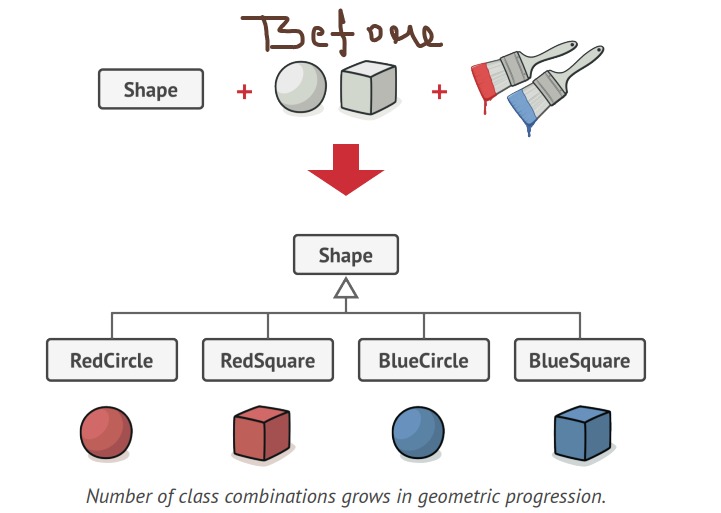 Before
Shape
Shape
RedCircle
RedSquare
BlueCircle
BlueSquare
Number of class combinations grows in geometric progression.